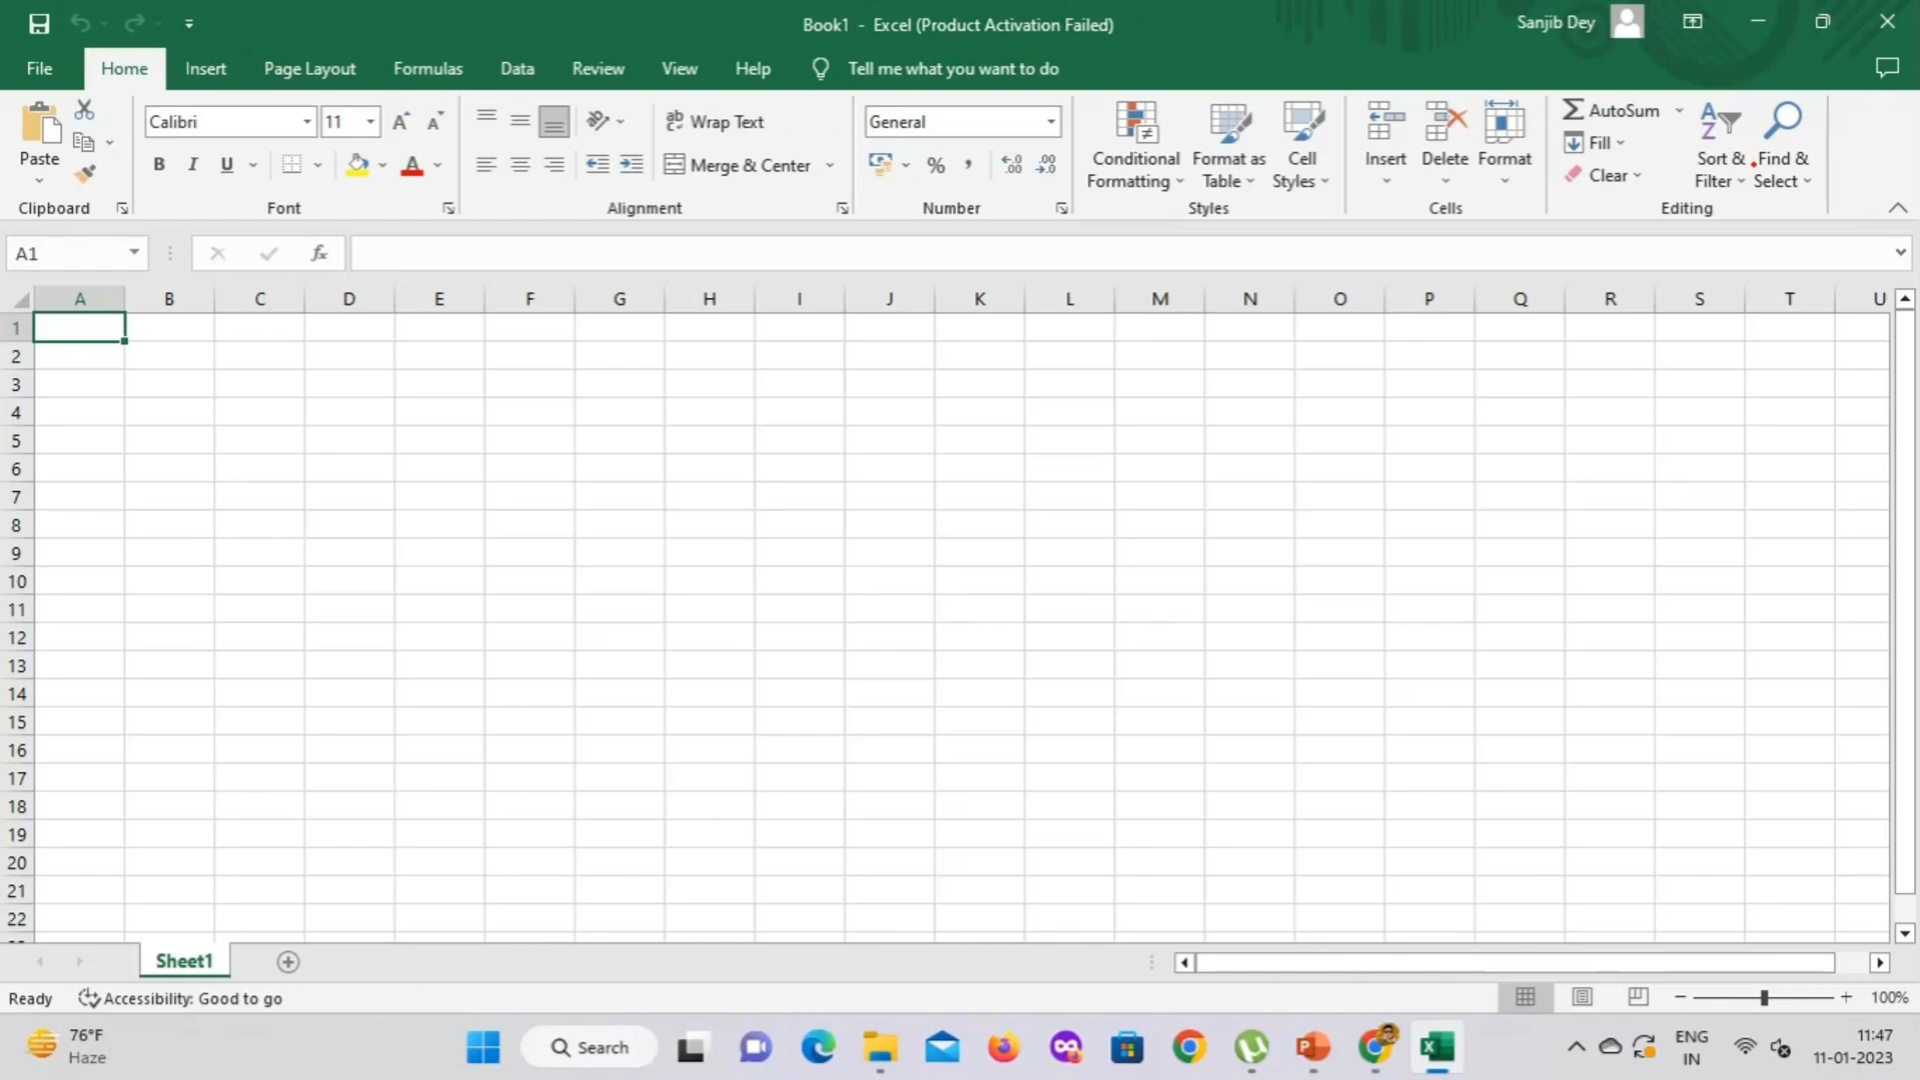 Book1 - Excel (Product Activation Failed)
Sanjib Dey
File Home Insert Page Layout Formulas Data Review View Help Tell me what you want to do
Paste
Clipboard
Calibri 11
B I U A
Font
Wrap Text
Merge & Center
Alignment
General
% ,
Number
Conditional Formatting
Format as Table
Cell Styles
Styles
Insert
Delete
Format
Cells
AutoSum
Fill
Clear
Sort & Filter
Find & Select
Editing
A1 fx
A B C D E F G H I J K L M N O P Q R S T U
1
2
3
4
5
6
7
8
9
10
11
12
13
14
15
16
17
18
19
20
21
22
Sheet1
Ready Accessibility: Good to go 100%
76°F
Haze
Search
ENG
IN
11:47
11-01-2023